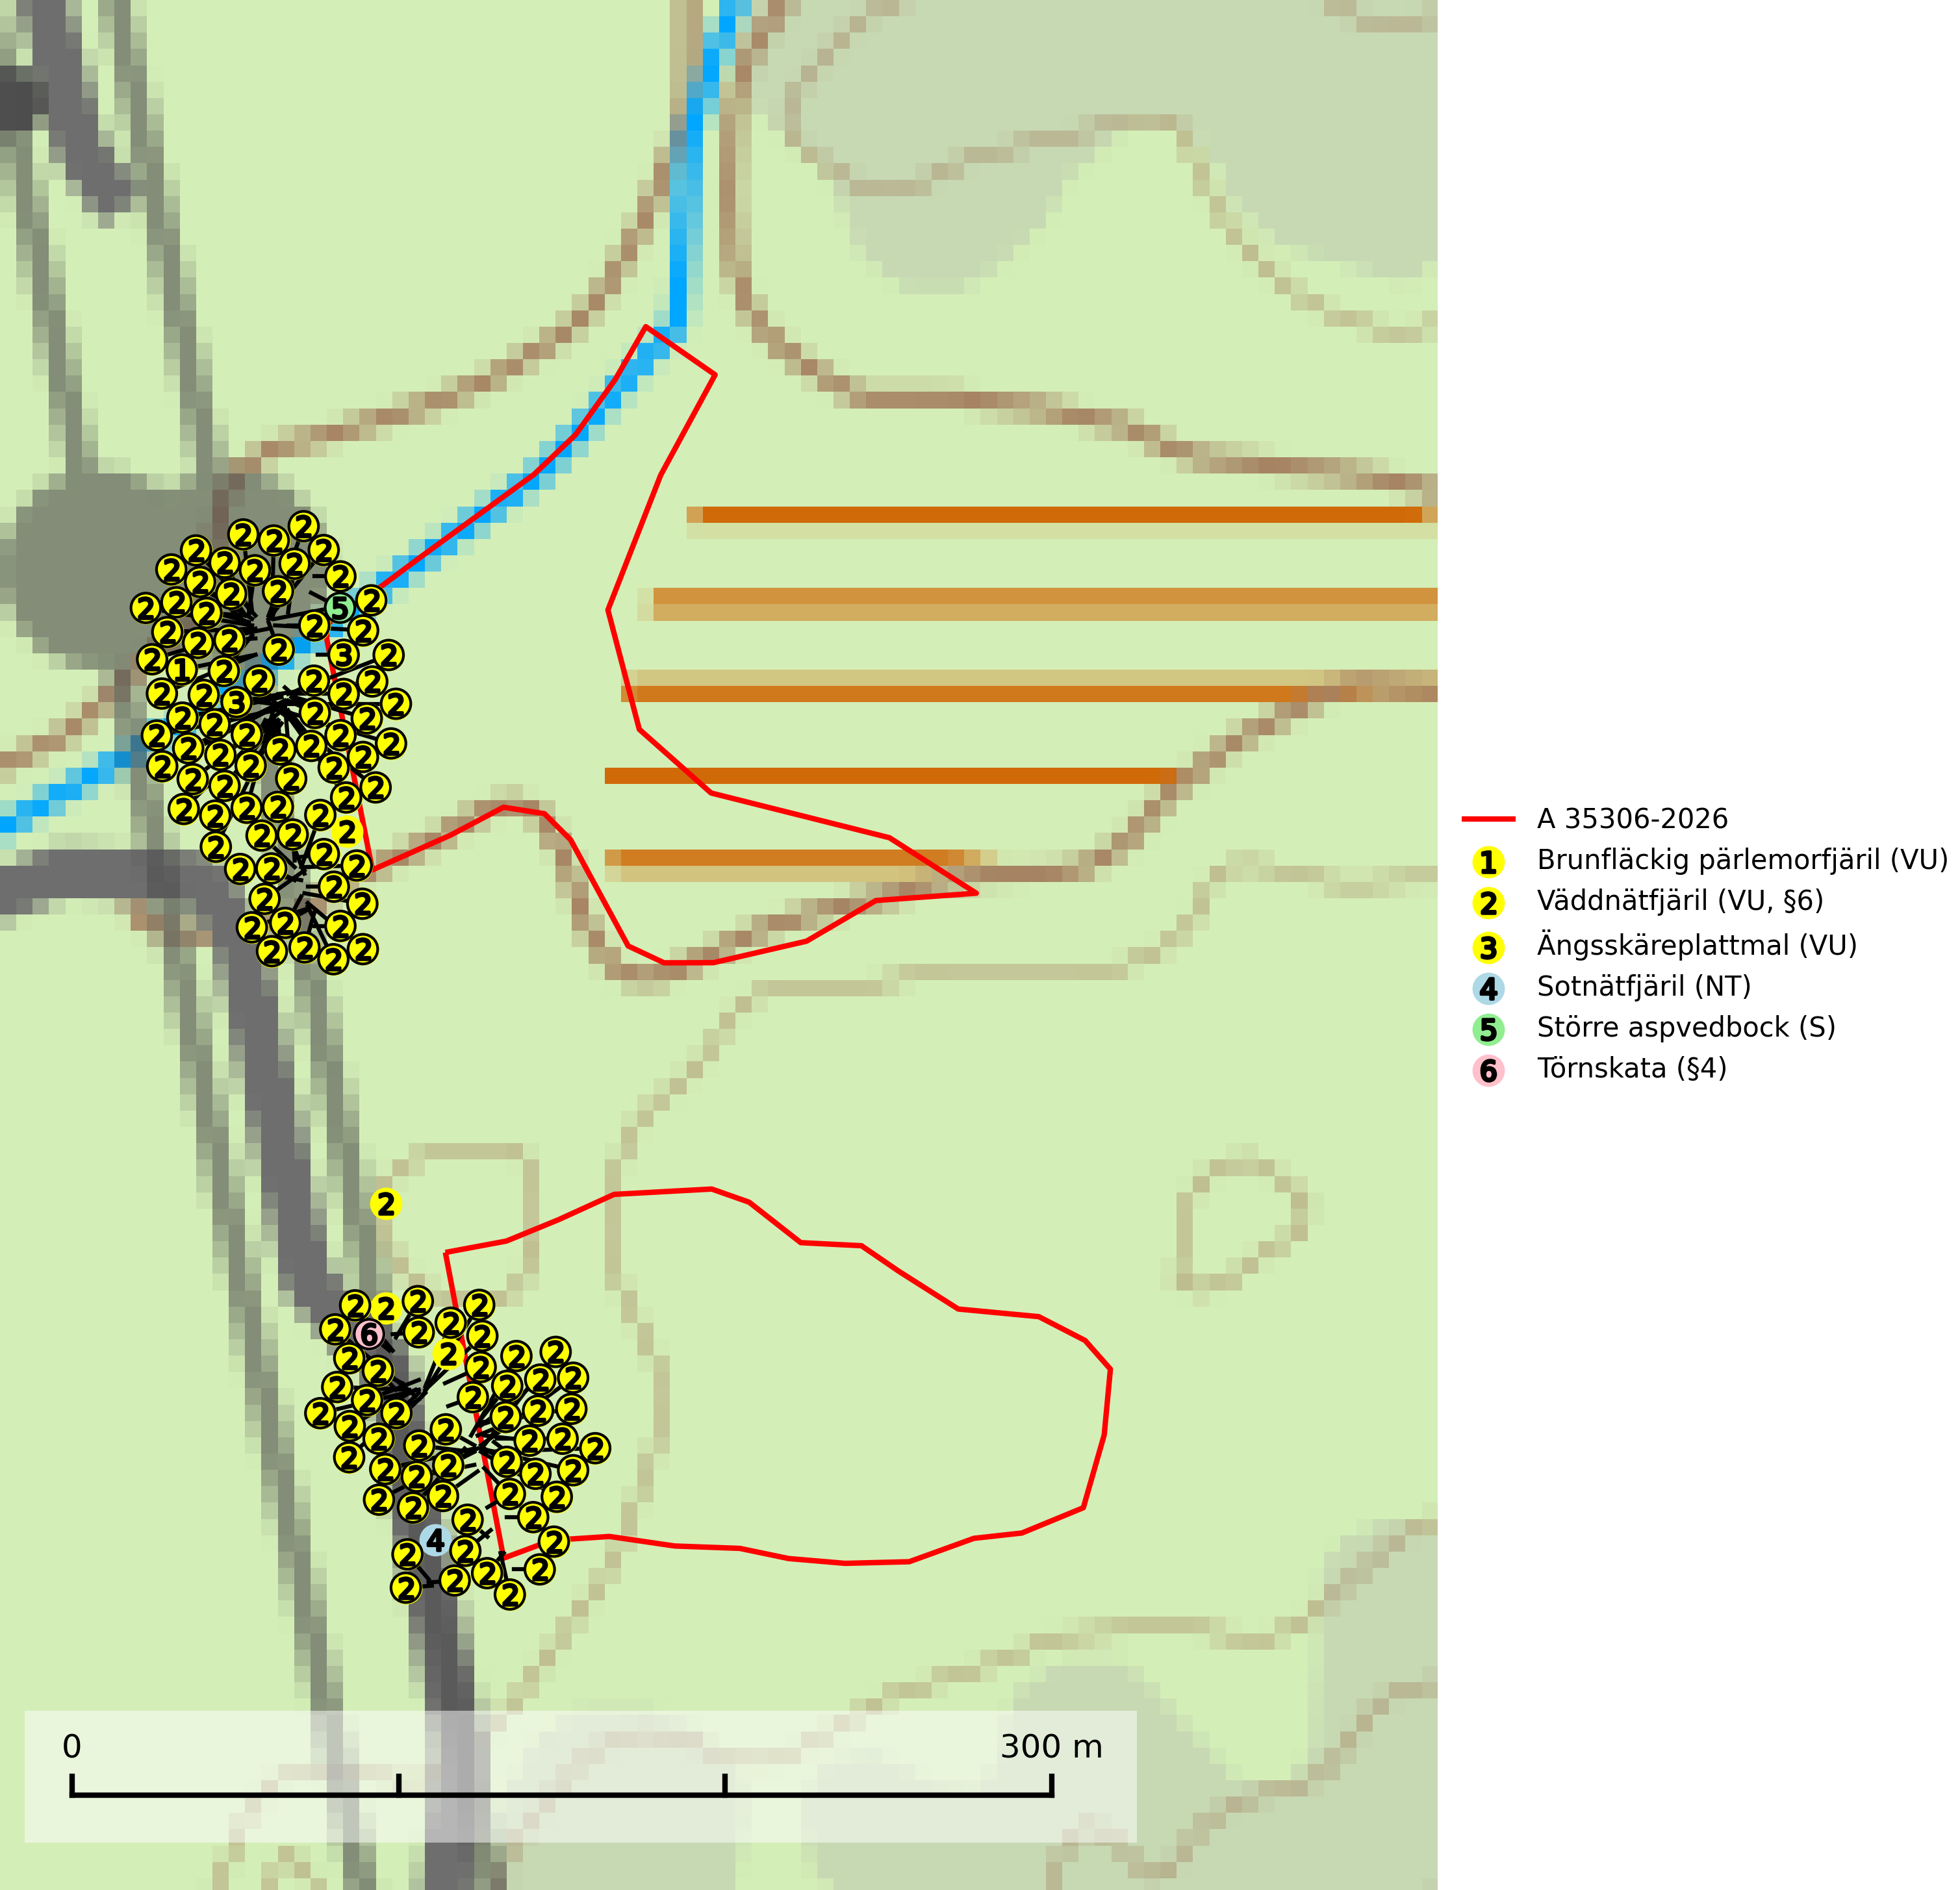 A 35306-2026
1 Brunfläckig pärlemorfjäril (VU)
2 Väddnätfjäril (VU, §6)
3 Ängsskäreplattmal (VU)
4 Sotnätfjäril (NT)
5 Större aspvedbock (S)
6 Törnskata (§4)
0 300 m